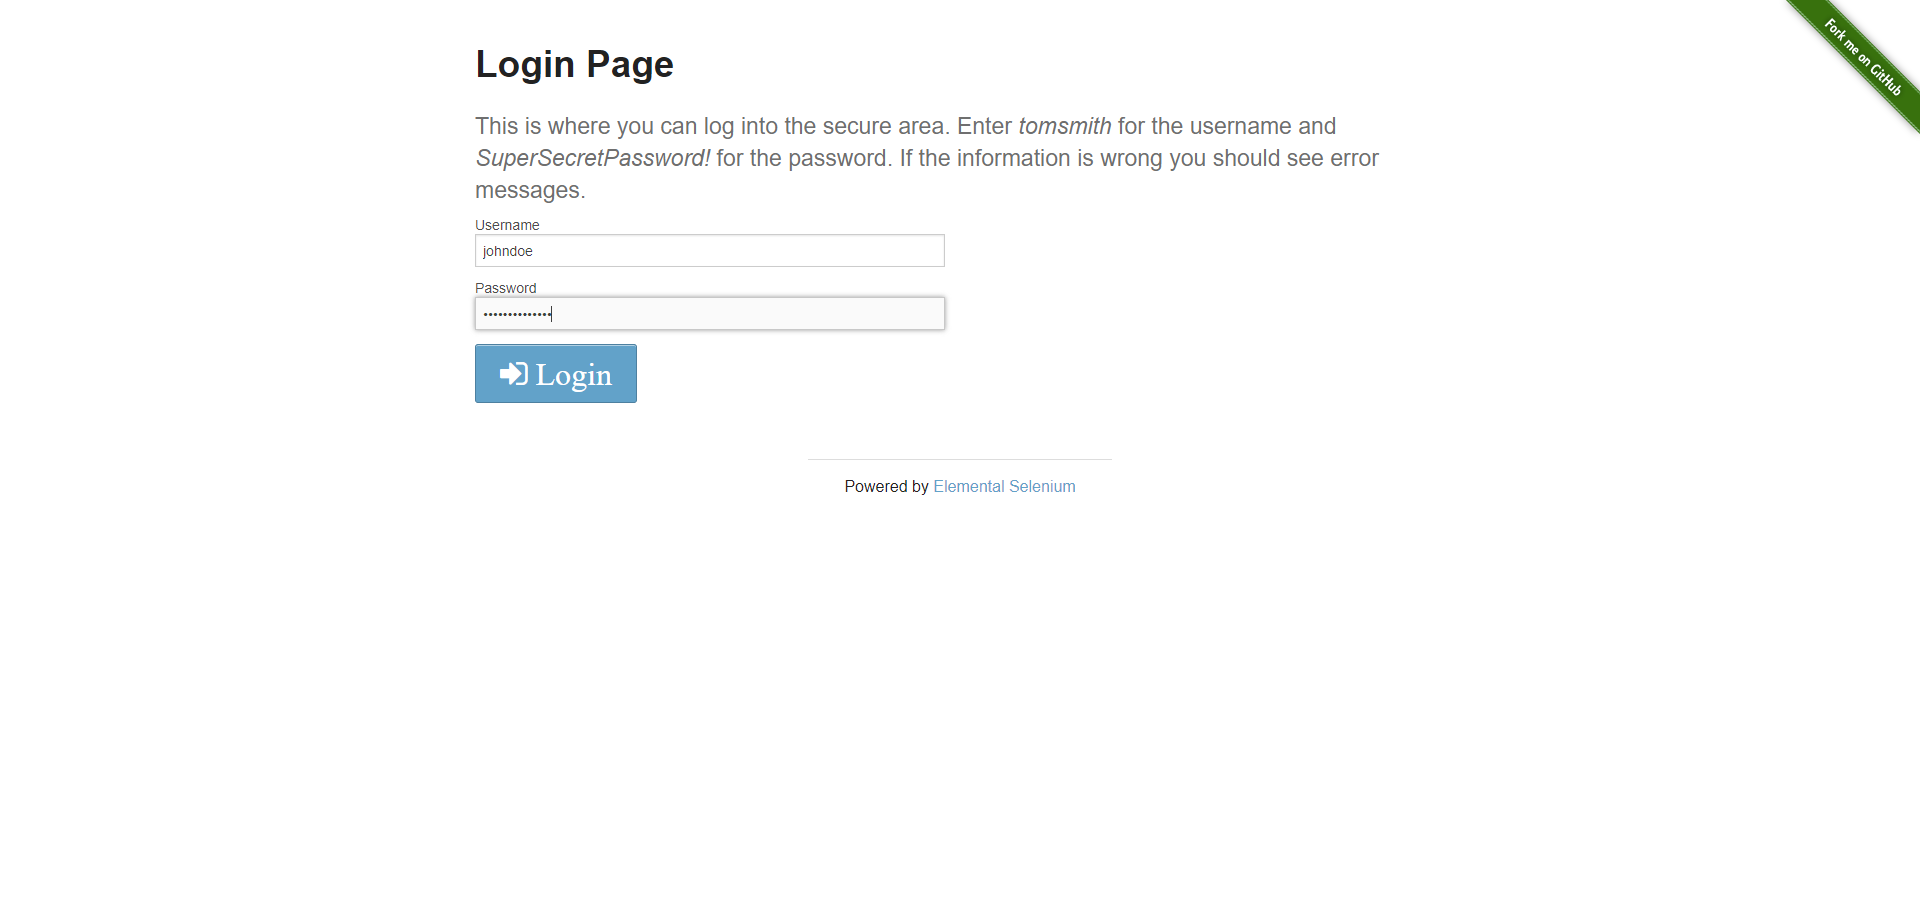 Fork me on GitHub
Login Page
This is where you can log into the secure area. Enter tomsmith for the username and
SuperSecretPassword! for the password. If the information is wrong you should see error
messages.
Username
johndoe
Password
••••••••••••••
Login
Powered by Elemental Selenium